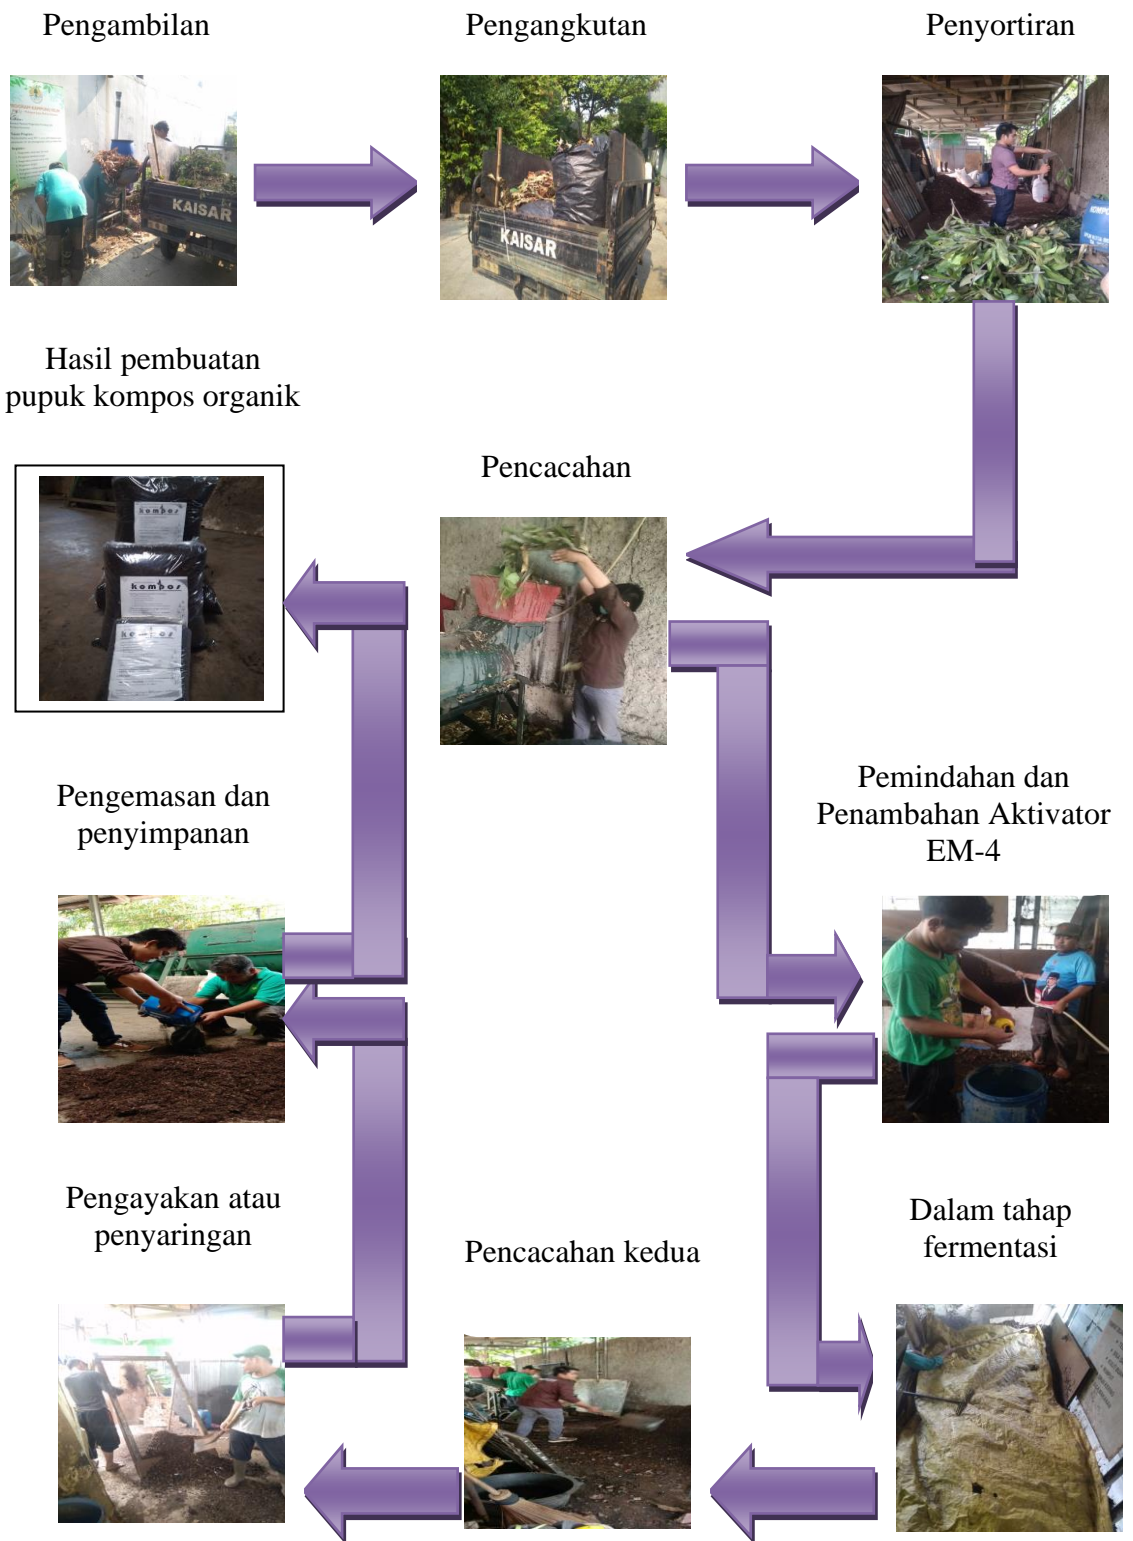 Pengambilan
Pengangkutan
Penyortiran
KAISAR
KAISAR
Hasil pembuatan
pupuk kompos organik
Pencacahan
kompos
kompos
kompos
Pengemasan dan
penyimpanan
Pemindahan dan
Penambahan Aktivator
EM-4
Pengayakan atau
penyaringan
Pencacahan kedua
Dalam tahap
fermentasi